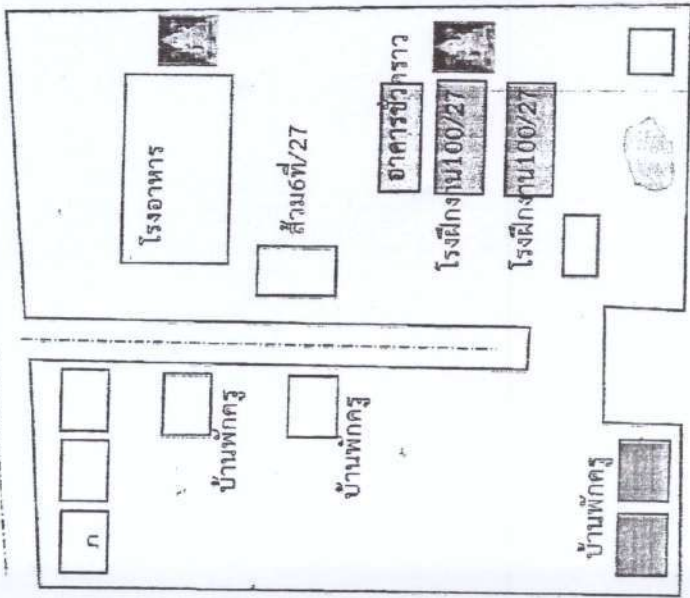 โรงอาหาร
ส้วม6ที่/27
อาคารชั่วคราว
โรงฝึกงาน100/27
โรงฝึกงาน100/27
บ้านพักครู
บ้านพักครู
บ้านพักครู
ภ